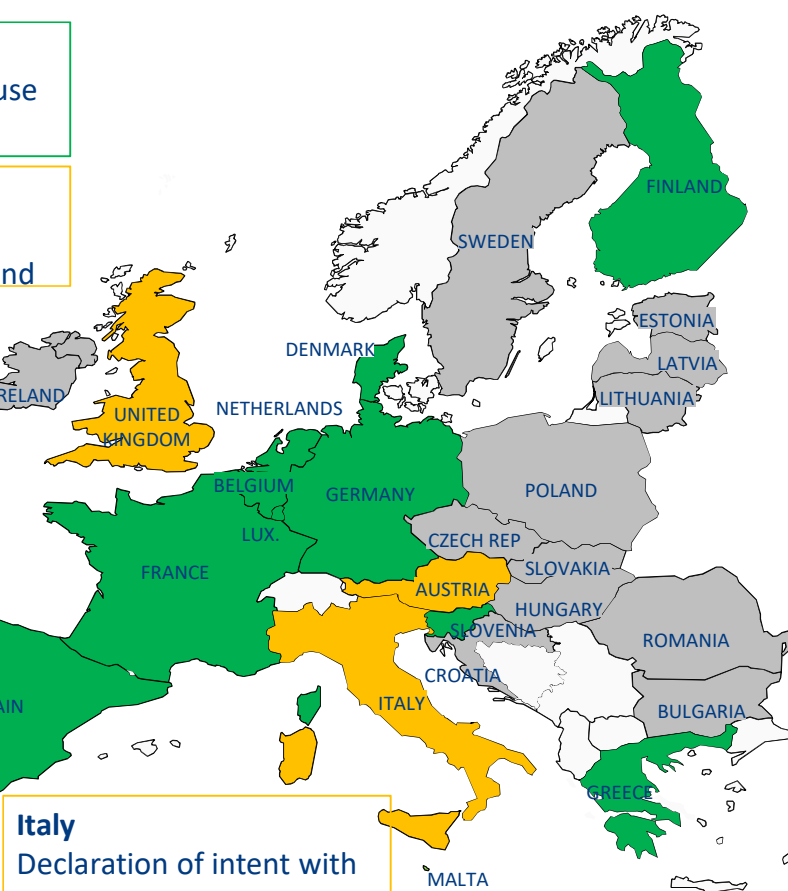 use
nd
FINLAND
SWEDEN
ESTONIA
DENMARK
LATVIA
RELAND
LITHUANIA
NETHERLANDS
UNITED
KINGDOM
BELGIUM
GERMANY
POLAND
LUX.
CZECH REP
FRANCE
SLOVAKIA
AUSTRIA
HUNGARY
SLOVENIA
ROMANIA
CROATIA
AIN
ITALY
BULGARIA
GREECE
Italy
Declaration of intent with
MALTA